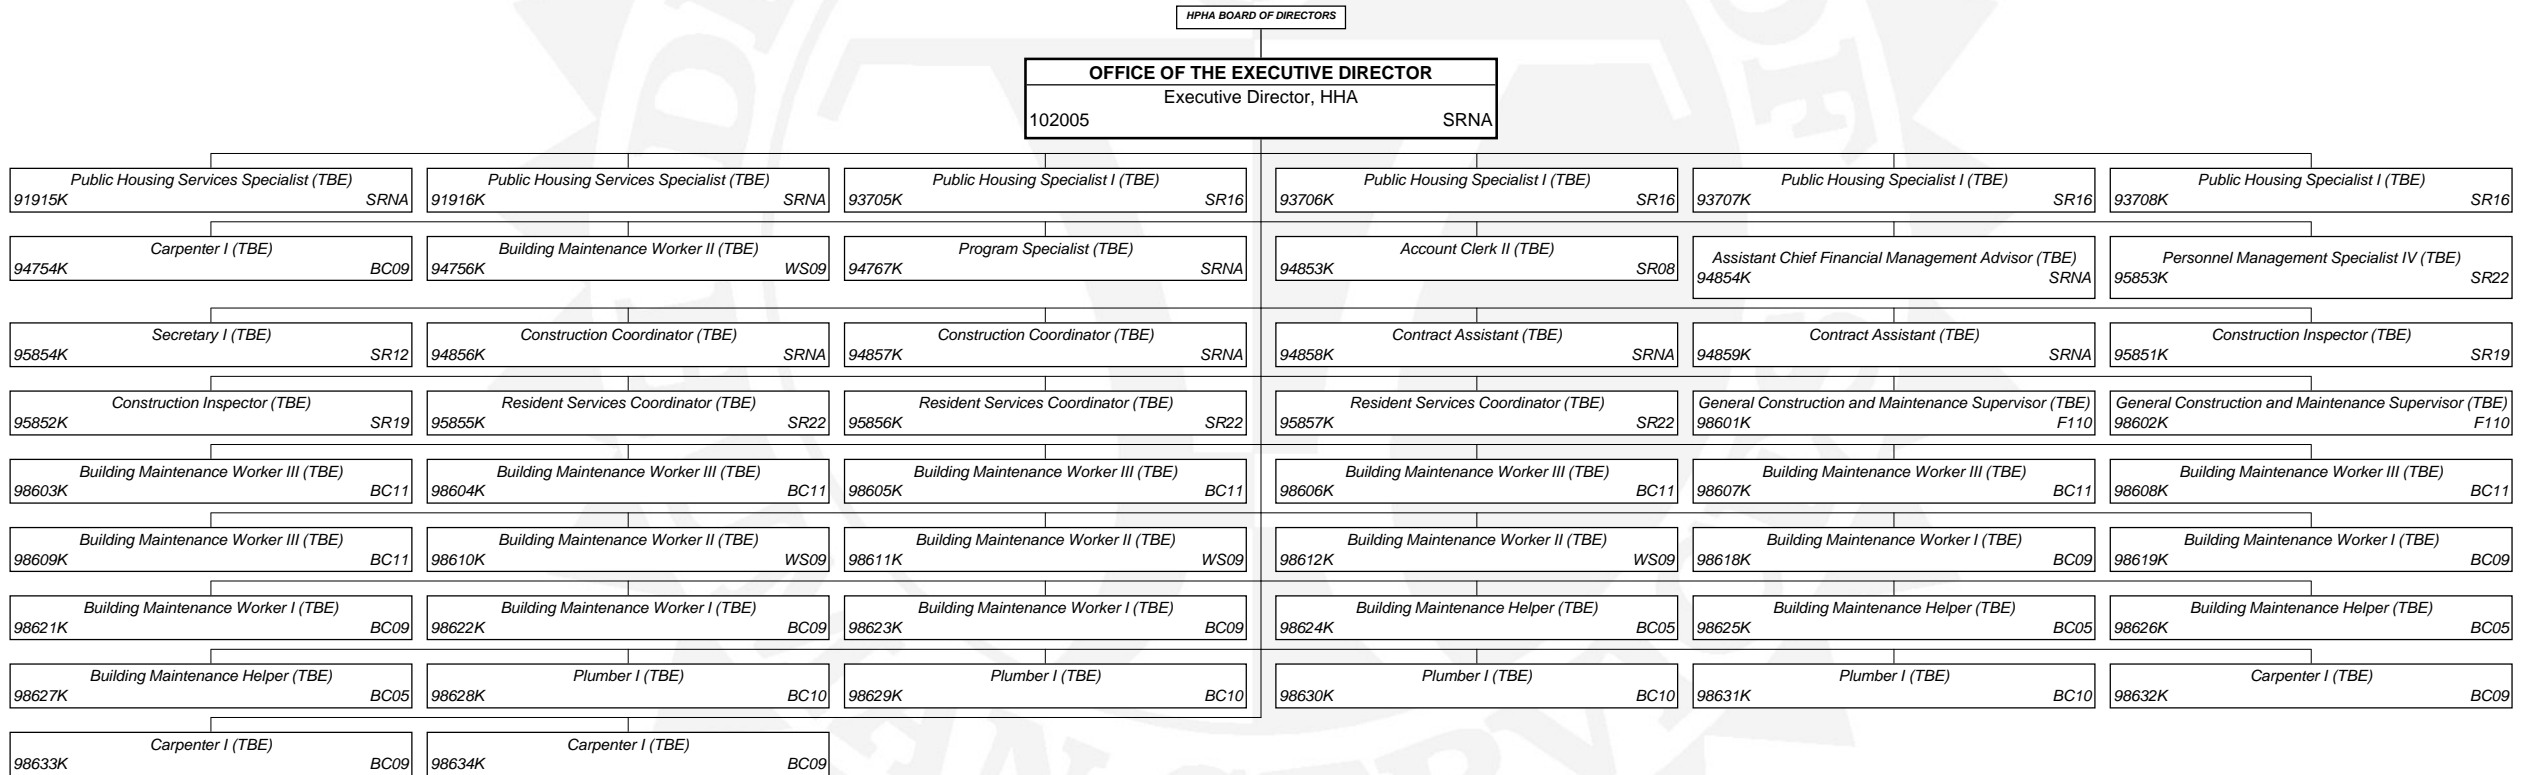 HPHA BOARD OF DIRECTORS
OFFICE OF THE EXECUTIVE DIRECTOR
Executive Director, HHA
102005 SRNA
Public Housing Services Specialist (TBE)
91915K SRNA
Public Housing Services Specialist (TBE)
91916K SRNA
Public Housing Specialist I (TBE)
93705K SR16
Public Housing Specialist I (TBE)
93706K SR16
Public Housing Specialist I (TBE)
93707K SR16
Public Housing Specialist I (TBE)
93708K SR16
Carpenter I (TBE)
94754K BC09
Building Maintenance Worker II (TBE)
94756K WS09
Program Specialist (TBE)
94767K SRNA
Account Clerk II (TBE)
94853K SR08
Assistant Chief Financial Management Advisor (TBE)
94854K SRNA
Personnel Management Specialist IV (TBE)
95853K SR22
Secretary I (TBE)
95854K SR12
Construction Coordinator (TBE)
94856K SRNA
Construction Coordinator (TBE)
94857K SRNA
Contract Assistant (TBE)
94858K SRNA
Contract Assistant (TBE)
94859K SRNA
Construction Inspector (TBE)
95851K SR19
Construction Inspector (TBE)
95852K SR19
Resident Services Coordinator (TBE)
95855K SR22
Resident Services Coordinator (TBE)
95856K SR22
Resident Services Coordinator (TBE)
95857K SR22
General Construction and Maintenance Supervisor (TBE)
98601K F110
General Construction and Maintenance Supervisor (TBE)
98602K F110
Building Maintenance Worker III (TBE)
98603K BC11
Building Maintenance Worker III (TBE)
98604K BC11
Building Maintenance Worker III (TBE)
98605K BC11
Building Maintenance Worker III (TBE)
98606K BC11
Building Maintenance Worker III (TBE)
98607K BC11
Building Maintenance Worker III (TBE)
98608K BC11
Building Maintenance Worker III (TBE)
98609K BC11
Building Maintenance Worker II (TBE)
98610K WS09
Building Maintenance Worker II (TBE)
98611K WS09
Building Maintenance Worker II (TBE)
98612K WS09
Building Maintenance Worker I (TBE)
98618K BC09
Building Maintenance Worker I (TBE)
98619K BC09
Building Maintenance Worker I (TBE)
98621K BC09
Building Maintenance Worker I (TBE)
98622K BC09
Building Maintenance Worker I (TBE)
98623K BC09
Building Maintenance Helper (TBE)
98624K BC05
Building Maintenance Helper (TBE)
98625K BC05
Building Maintenance Helper (TBE)
98626K BC05
Building Maintenance Helper (TBE)
98627K BC05
Plumber I (TBE)
98628K BC10
Plumber I (TBE)
98629K BC10
Plumber I (TBE)
98630K BC10
Plumber I (TBE)
98631K BC10
Carpenter I (TBE)
98632K BC09
Carpenter I (TBE)
98633K BC09
Carpenter I (TBE)
98634K BC09